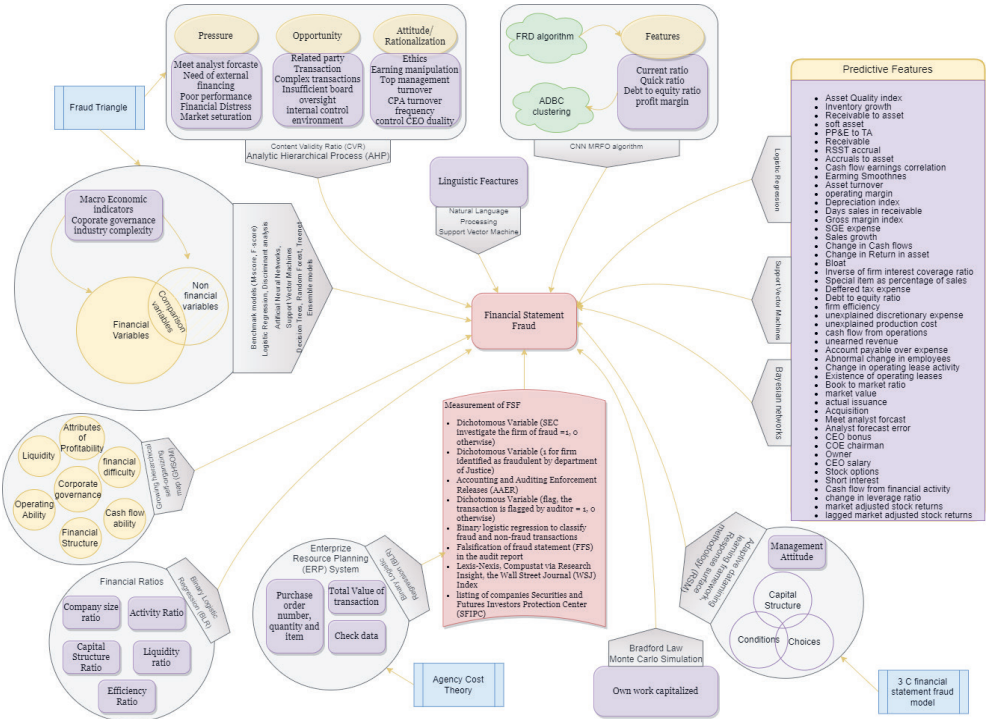 Pressure
Meet analyst forcaste
Need of external
financing
Poor performance
Financial Distress
Market seturation
Opportunity
Related party
Transaction
Complex transactions
Insufficient board
oversight
internal control
environment
Attitude/
Rationalization
Ethics
Earning manipulation
Top management
turnover
CPA turnover
frequency
control CEO duality
Content Validity Ratio (CVR)
Analytic Hierarchical Process (AHP)
FRD algorithm
ADBC
clustering
Features
Current ratio
Quick ratio
Debt to equity ratio
profit margin
CNN MRFO algorithm
Fraud Triangle
Linguistic Feactures
Natural Language
Processing
Support Vector Machine
Macro Economic
indicators
Coporate governance
industry complexity
Non
financial
variables
Comparison
variables
Financial
Variables
Benchmark models (M-score, F-score)
Logistic Regression, Discriminant analysis
Artificial Neural Networks,
Support Vector Machines
Decision Trees, Random Forest, Treenet
Ensemble models
Financial Statement
Fraud
Predictive Features
• Asset Quality index
• Inventory growth
• Receivable to asset
• soft asset
• PP&E to TA
• Receivable
• RSST accrual
• Accruals to asset
• Cash flow earnings correlation
• Earning Smoothnes
• Asset turnover
• operating margin
• Depreciation index
• Days sales in receivable
• Gross margin index
• SGE expense
• Sales growth
• Change in Cash flows
• Change in Return in asset
• Bloat
• Inverse of firm interest coverage ratio
• Special item as percentage of sales
• Deffered tax expense
• Debt to equity ratio
• firm efficiency
• unexplained discretionary expense
• unexplained production cost
• cash flow from operations
• unearned revenue
• Account payable over expense
• Abnormal change in employees
• Change in operating lease activity
• Existence of operating leases
• Book to market ratio
• market value
• actual issuance
• Acquisition
• Meet analyst forcast
• Analyst forecast error
• CEO bonus
• COE chairman
• Owner
• CEO salary
• Stock options
• Short interest
• Cash flow from financial activity
• change in leverage ratio
• market adjusted stock returns
• lagged market adjusted stock returns
Logistic Regression
Support Vector Machines
Bayesian networks
Attributes
of
Profitability
Liquidity
financial
difficulty
Corporate
governance
Operating
Ability
Cash flow
ability
Financial
Structure
Growing hierarchical
self-organizing
map (GHSOM)
Measurement of FSF
• Dichotomous Variable (SEC
investigate the firm of fraud =1, 0
otherwise)
• Dichotomous Variable (1 for firm
identified as fraudulent by department
of Justice)
• Accounting and Auditing Enforcement
Releases (AAER)
• Dichotomous Variable (flag, the
transaction is flagged by auditor = 1, 0
otherwise)
• Binary logistic regression to classify
fraud and non-fraud transactions
• Falsification of fraud statement (FFS)
in the audit report
• Lexis-Nexis, Compustat via Research
Insight, the Wall Street Journal (WSJ)
Index
• listing of companies Securities and
Futures Investors Protection Center
(SFIPC)
Financial Ratios
Company size
ratio
Activity Ratio
Capital
Structure
Ratio
Liquidity
ratio
Efficiency
Ratio
Binary Logistic
Regression (BLR)
Enterprize
Resource Planning
(ERP) System
Purchase
order
number,
quantity and
item
Total Value of
transaction
Check data
Binary Logistic
Regression (BLR)
Agency Cost
Theory
Bradford Law
Monte Carlo Simulation
Own work capitalized
Adaptive datamining
learning framework,
Response surface
methodology (RSM)
Management
Attitude
Capital
Structure
Conditions
Choices
3 C financial
statement fraud
model